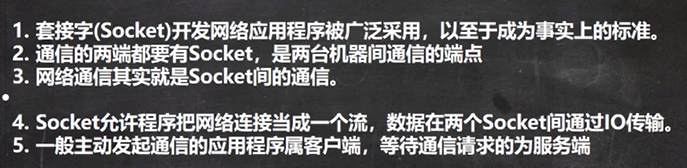 1. 套接字(Socket)开发网络应用程序被广泛采用，以至于成为事实上的标准。
2. 通信的两端都要有Socket，是两台机器间通信的端点
3. 网络通信其实就是Socket间的通信。
4. Socket允许程序把网络连接当成一个流，数据在两个Socket间通过IO传输。
5. 一般主动发起通信的应用程序属客户端，等待通信请求的为服务端